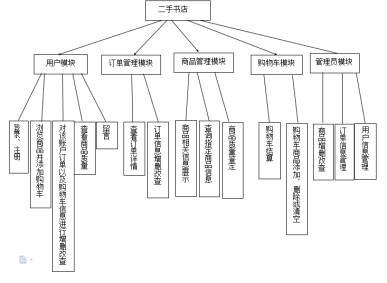 二手书店
用户模块
订单管理模块
商品管理模块
购物车模块
管理员模块
登录、注册
浏览商品并添加购物车
对该账户订单以及购物车信息进行增删改查
查看商品质量
留言
查看订单详情
订单信息增删改查
商品相关信息展示
查询指定商品信息
商品质量鉴定
购物车结算
购物车商品添加、删除或清空
商品增删改查
订单信息管理
用户信息管理